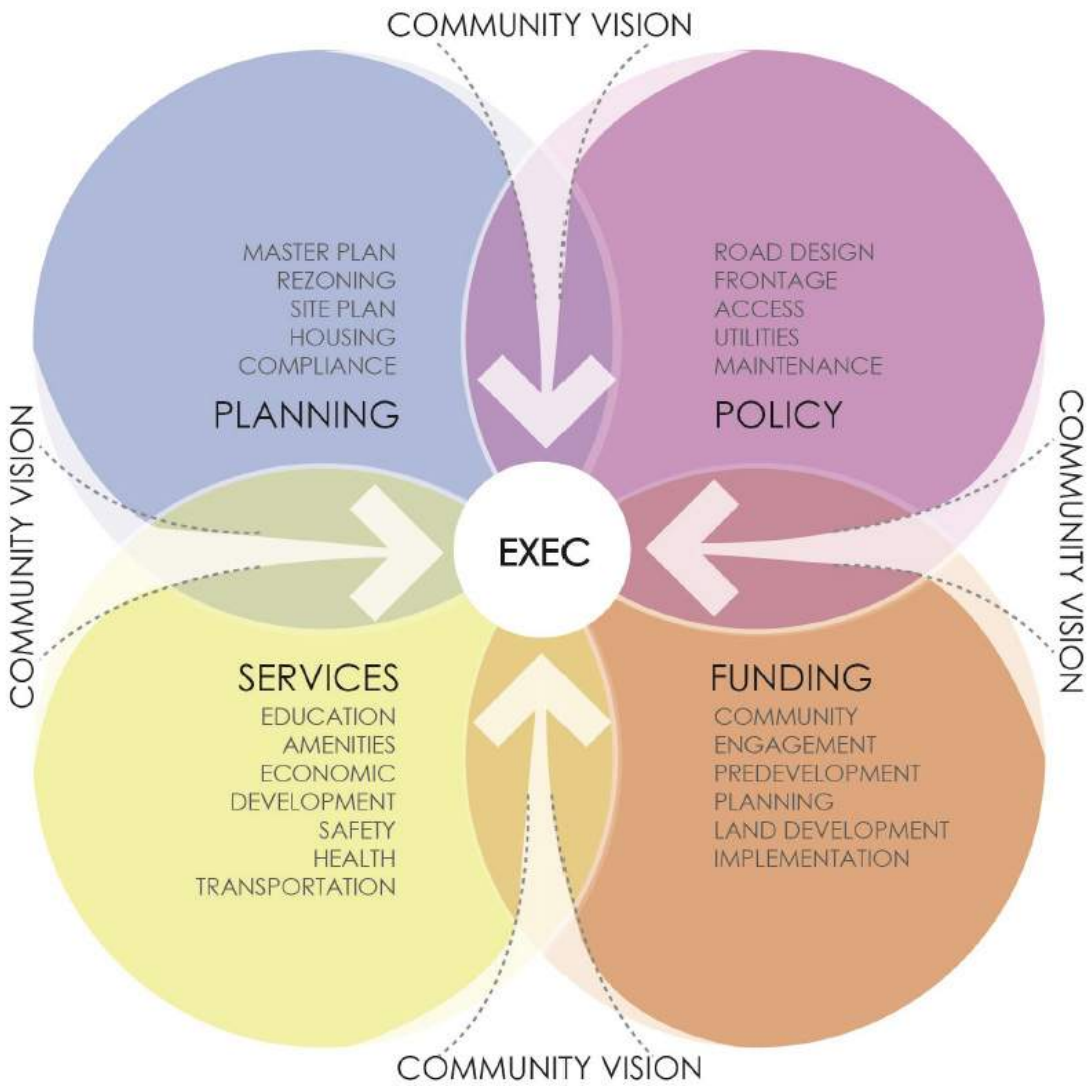 COMMUNITY VISION
MASTER PLAN
REZONING
SITE PLAN
HOUSING
COMPLIANCE
PLANNING
ROAD DESIGN
FRONTAGE
ACCESS
UTILITIES
MAINTENANCE
POLICY
COMMUNITY VISION
EXEC
COMMUNITY VISION
SERVICES
EDUCATION
AMENITIES
ECONOMIC
DEVELOPMENT
SAFETY
HEALTH
TRANSPORTATION
FUNDING
COMMUNITY
ENGAGEMENT
PREDEVELOPMENT
PLANNING
LAND DEVELOPMENT
IMPLEMENTATION
COMMUNITY VISION